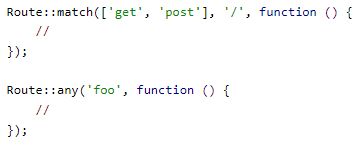 Route::match(['get', 'post'], '/', function () {
    //
});

Route::any('foo', function () {
    //
});